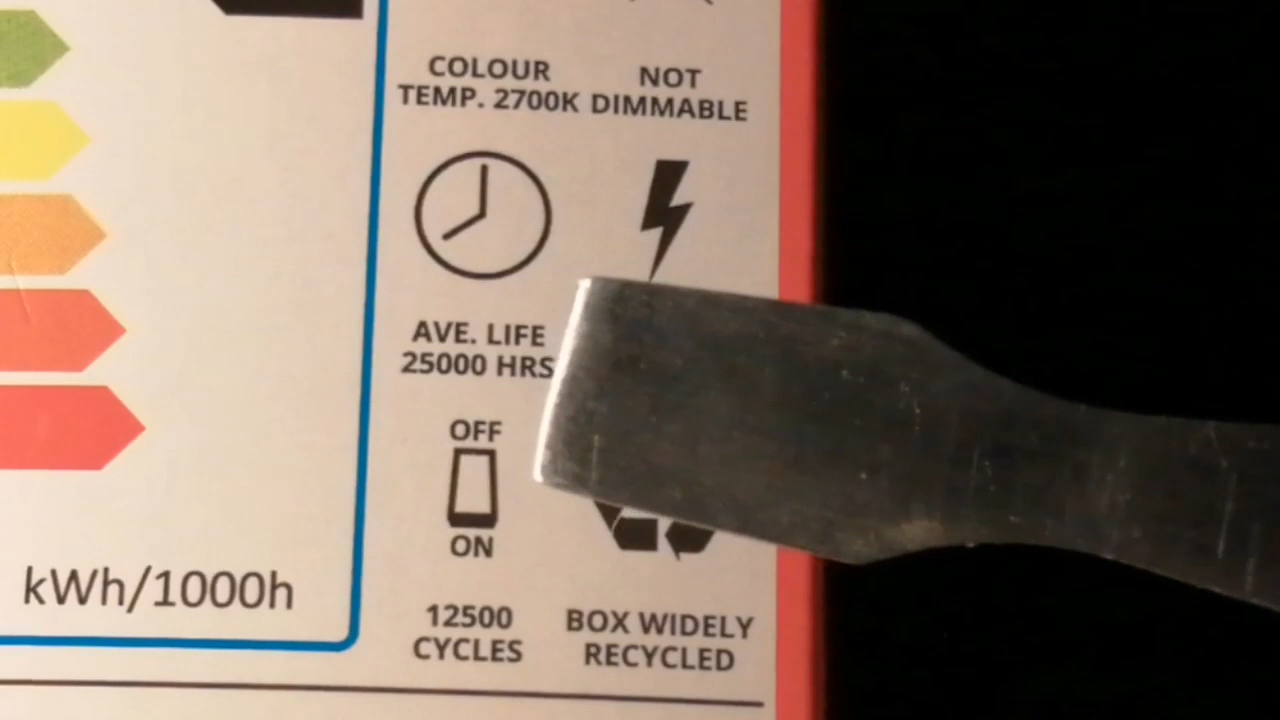 COLOUR
TEMP. 2700K
NOT
DIMMABLE
AVE. LIFE
25000 HRS
OFF
ON
12500
CYCLES
BOX WIDELY
RECYCLED
kWh/1000h